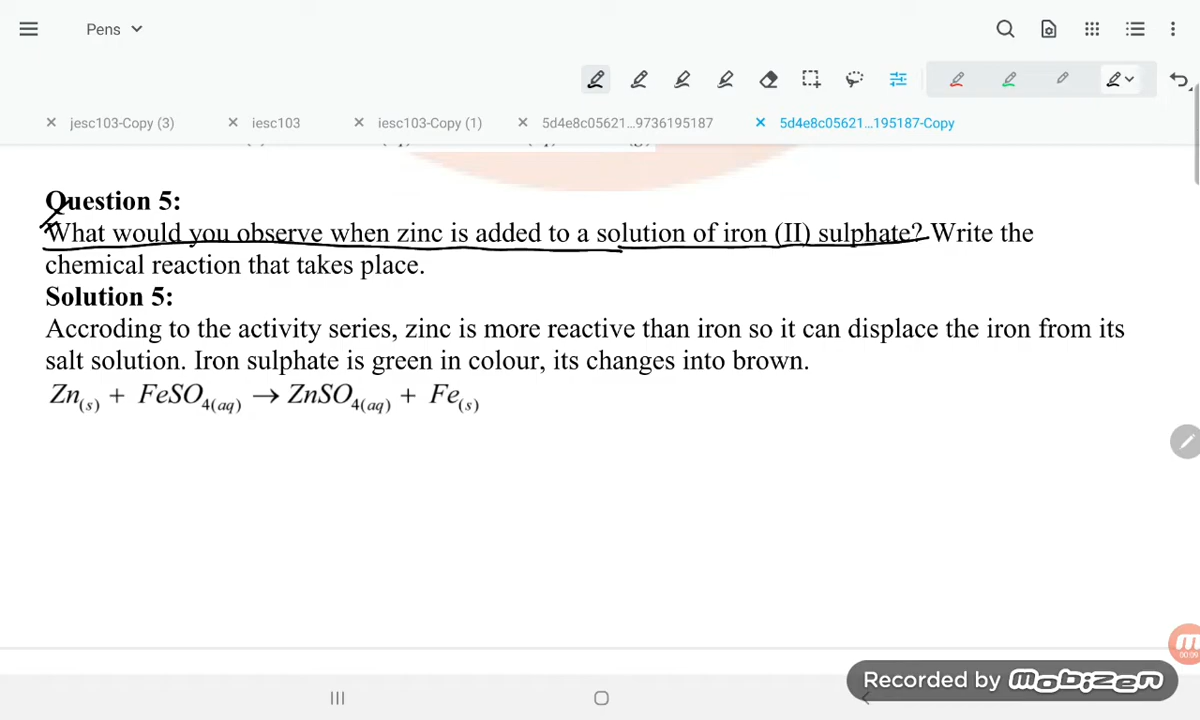 Pens
jesc103-Copy (3)
iesc103
iesc103-Copy (1)
5d4e8c05621...9736195187
5d4e8c05621...195187-Copy
Question 5:
What would you observe when zinc is added to a solution of iron (II) sulphate? Write the
chemical reaction that takes place.
Solution 5:
Accroding to the activity series, zinc is more reactive than iron so it can displace the iron from its
salt solution. Iron sulphate is green in colour, its changes into brown.
Zn(s) + FeSO4(aq) → ZnSO4(aq) + Fe(s)
Recorded by mobizen